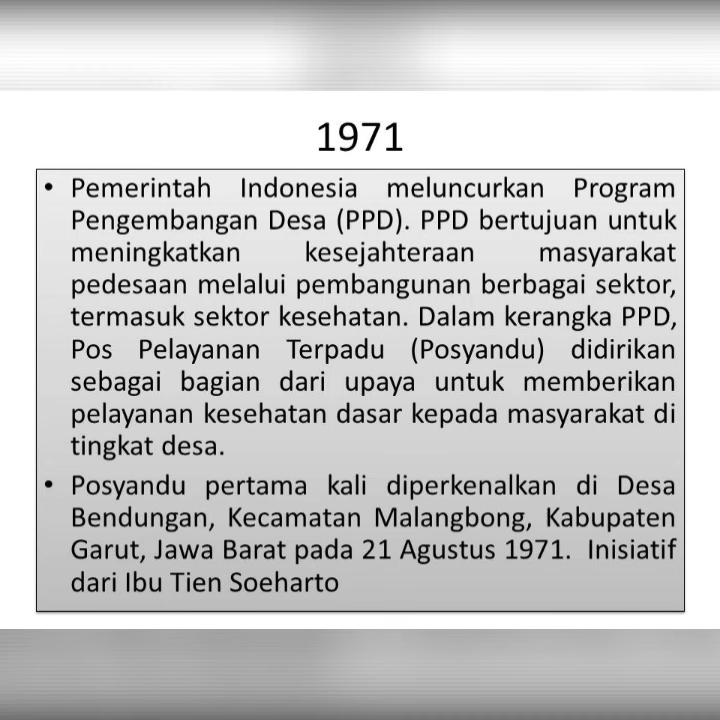 1971
• Pemerintah Indonesia meluncurkan Program
Pengembangan Desa (PPD). PPD bertujuan untuk
meningkatkan kesejahteraan masyarakat
pedesaan melalui pembangunan berbagai sektor,
termasuk sektor kesehatan. Dalam kerangka PPD,
Pos Pelayanan Terpadu (Posyandu) didirikan
sebagai bagian dari upaya untuk memberikan
pelayanan kesehatan dasar kepada masyarakat di
tingkat desa.
• Posyandu pertama kali diperkenalkan di Desa
Bendungan, Kecamatan Malangbong, Kabupaten
Garut, Jawa Barat pada 21 Agustus 1971. Inisiatif
dari Ibu Tien Soeharto